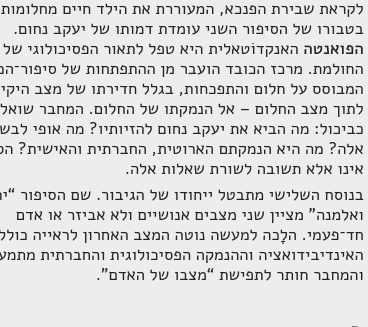 לקראת שבירת הפנכא, המעוררת את הילד חיים מחלומות
בטבורו של הסיפור השני עומדת דמותו של יעקב נחום.
הפואנטה האנקדוטאלית היא טפל לתאור הפסיכולוגי של
החולמת. מרכז הכובד הועבר מן ההתפתחות של סיפור־המ
המבוסס על חלום והתפכחות, בגלל חדירתו של מצב היקי
לתוך מצב החלום – אל הנמקתו של החלום. המחבר שואל
כביכול: מה הביא את יעקב נחום להזיותיו? מה אופי לבש
אלה? מה היא הנמקתם הארוטית, החברתית והאישית? הס
אינו אלא תשובה לשורת שאלות אלה.
בנוסח השלישי מתבטל ייחודו של הגיבור. שם הסיפור ״ית
ואלמנה״ מציין שני מצבים אנושיים ולא אביזר או אדם
חד־פעמי. הלָכה למעשה נוטה המצב האחרון לראייה כולל
האינדיבידואציה וההנמקה הפסיכולוגית והחברתית מתמע
והמחבר חותר לתפישת ״מצבו של האדם״.